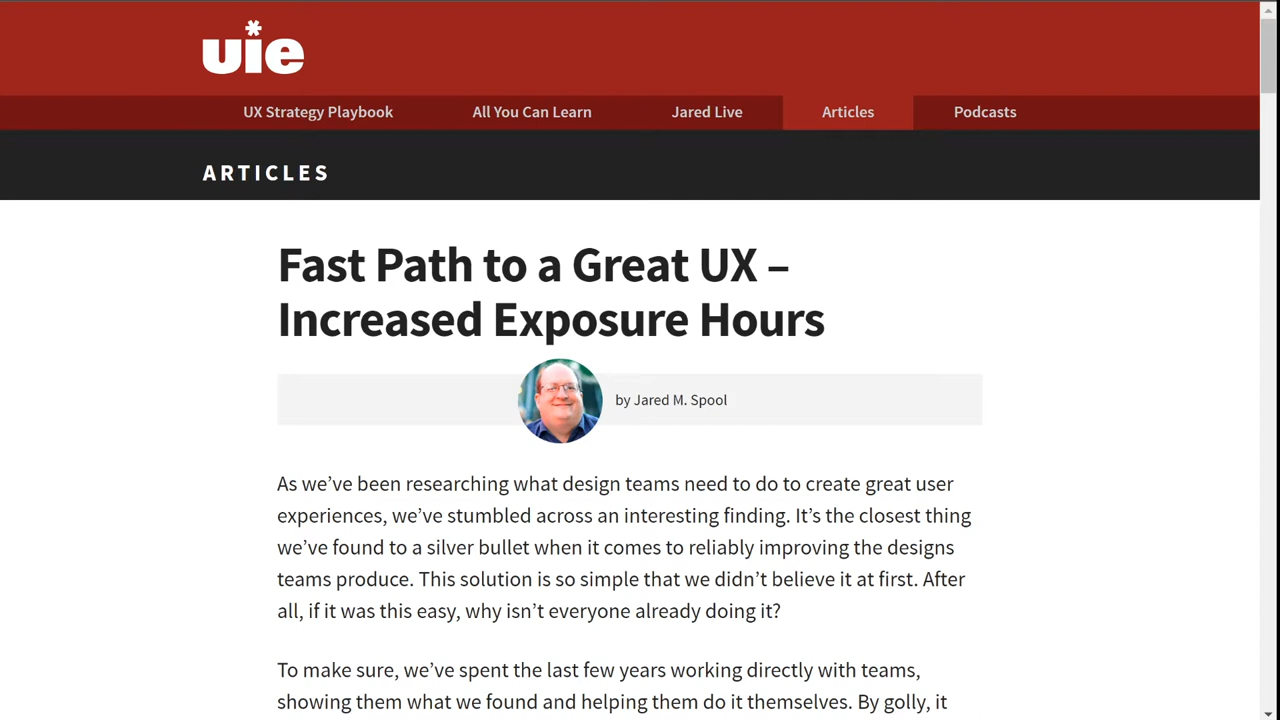 uie
UX Strategy Playbook
All You Can Learn
Jared Live
Articles
Podcasts
ARTICLES
Fast Path to a Great UX –
Increased Exposure Hours
by Jared M. Spool
As we’ve been researching what design teams need to do to create great user
experiences, we’ve stumbled across an interesting finding. It’s the closest thing
we’ve found to a silver bullet when it comes to reliably improving the designs
teams produce. This solution is so simple that we didn’t believe it at first. After
all, if it was this easy, why isn’t everyone already doing it?
To make sure, we’ve spent the last few years working directly with teams,
showing them what we found and helping them do it themselves. By golly, it